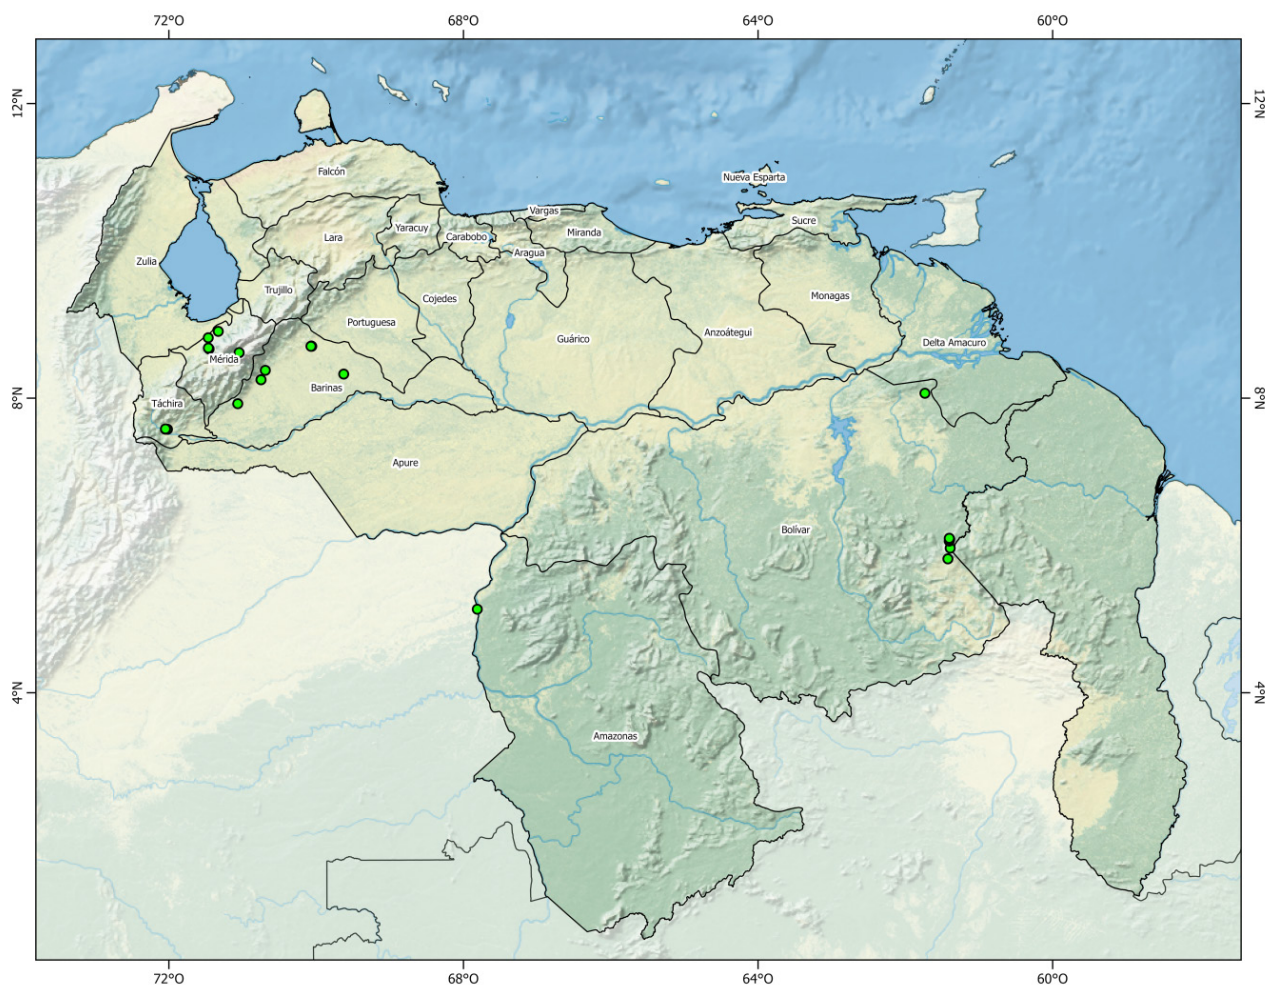 72°O 68°O 64°O 60°O
12°N 12°N
Falcón
Nueva Esparta
Vargas
Sucre
Yaracuy
Miranda
Lara
Carabobo
Aragua
Zulia
Trujillo
Monagas
Cojedes
Portuguesa
Anzoátegui
Guárico
Delta Amacuro
Mérida
Barinas
8°N 8°N
Táchira
Apure
Bolívar
4°N 4°N
Amazonas
72°O 68°O 64°O 60°O